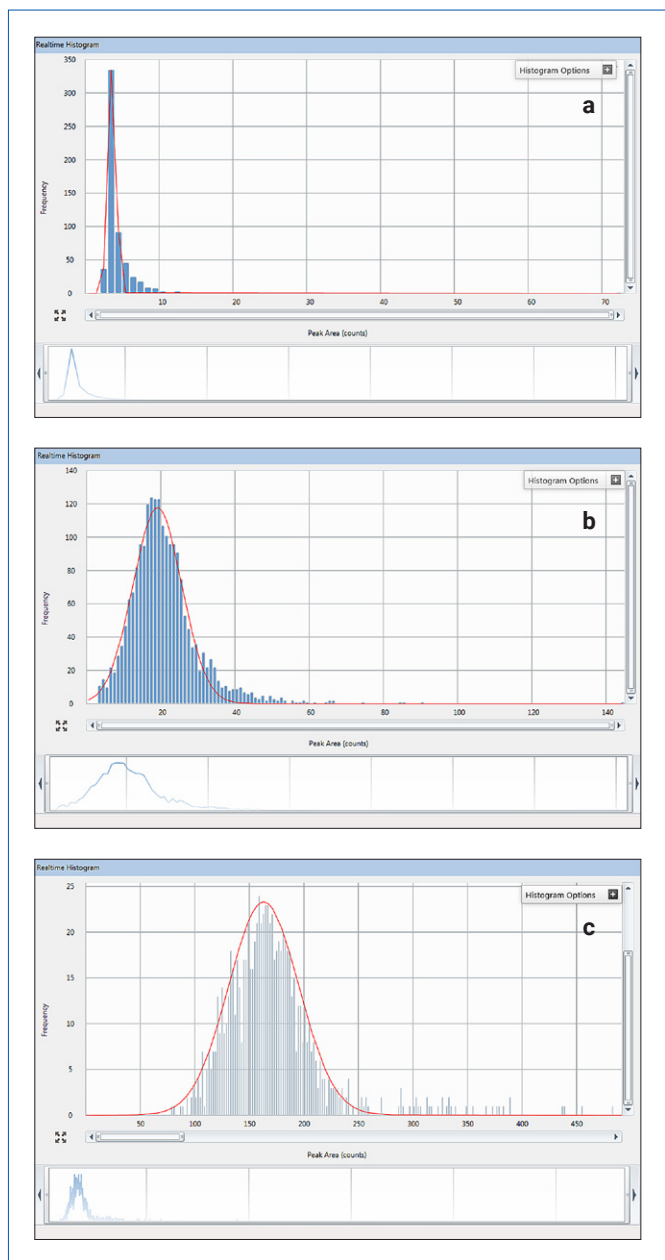 Realtime Histogram
Histogram Options
a
350
300
250
200
150
100
50
0
Frequency
10 20 30 40 50 60 70
Peak Area (counts)
Realtime Histogram
Histogram Options
b
140
120
100
80
60
40
20
0
Frequency
20 40 60 80 100 120 140
Peak Area (counts)
Realtime Histogram
Histogram Options
c
25
20
15
10
5
0
Frequency
50 100 150 200 250 300 350 400 450
Peak Area (counts)